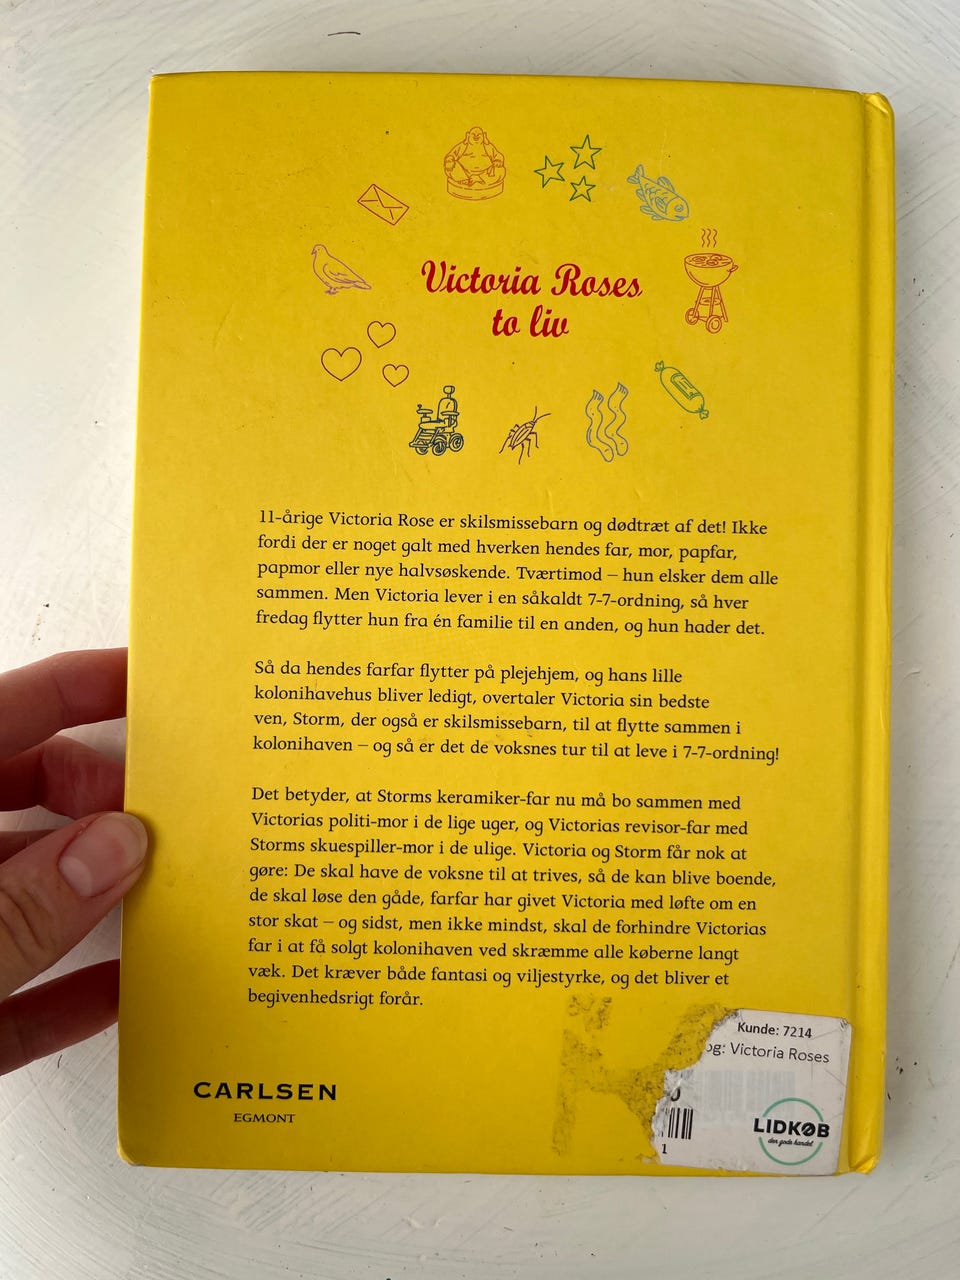 Victoria Roses
to liv
11-årige Victoria Rose er skilsmissebarn og dødtræt af det! Ikke
fordi der er noget galt med hverken hendes far, mor, papfar,
papmor eller nye halvsøskende. Tværtimod – hun elsker dem alle
sammen. Men Victoria lever i en såkaldt 7-7-ordning, så hver
fredag flytter hun fra én familie til en anden, og hun hader det.
Så da hendes farfar flytter på plejehjem, og hans lille
kolonihavehus bliver ledigt, overtaler Victoria sin bedste
ven, Storm, der også er skilsmissebarn, til at flytte sammen i
kolonihaven – og så er det de voksnes tur til at leve i 7-7-ordning!
Det betyder, at Storms keramiker-far nu må bo sammen med
Victorias politi-mor i de lige uger, og Victorias revisor-far med
Storms skuespiller-mor i de ulige. Victoria og Storm får nok at
gøre: De skal have de voksne til at trives, så de kan blive boende,
de skal løse den gåde, farfar har givet Victoria med løfte om en
stor skat – og sidst, men ikke mindst, skal de forhindre Victorias
far i at få solgt kolonihaven ved skræmme alle køberne langt
væk. Det kræver både fantasi og viljestyrke, og det bliver et
begivenhedsrigt forår.
Kunde: 7214
og: Victoria Roses
1
LIDKØB
den gode handel
CARLSEN
EGMONT